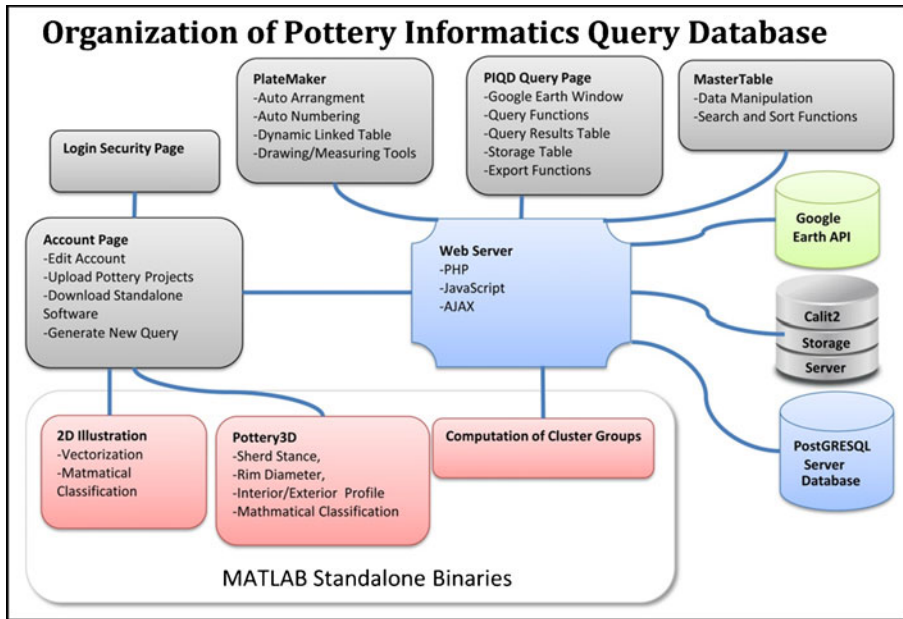 Organization of Pottery Informatics Query Database
PlateMaker
-Auto Arrangment
-Auto Numbering
-Dynamic Linked Table
-Drawing/Measuring Tools
PIQD Query Page
-Google Earth Window
-Query Functions
-Query Results Table
-Storage Table
-Export Functions
MasterTable
-Data Manipulation
-Search and Sort Functions
Login Security Page
Account Page
-Edit Account
-Upload Pottery Projects
-Download Standalone
Software
-Generate New Query
Web Server
-PHP
-JavaScript
-AJAX
Google
Earth API
Calit2
Storage
Server
PostGRESQL
Server
Database
2D Illustration
-Vectorization
-Matmatical
Classification
Pottery3D
-Sherd Stance,
-Rim Diameter,
-Interior/Exterior Profile
-Mathmatical Classification
Computation of Cluster Groups
MATLAB Standalone Binaries